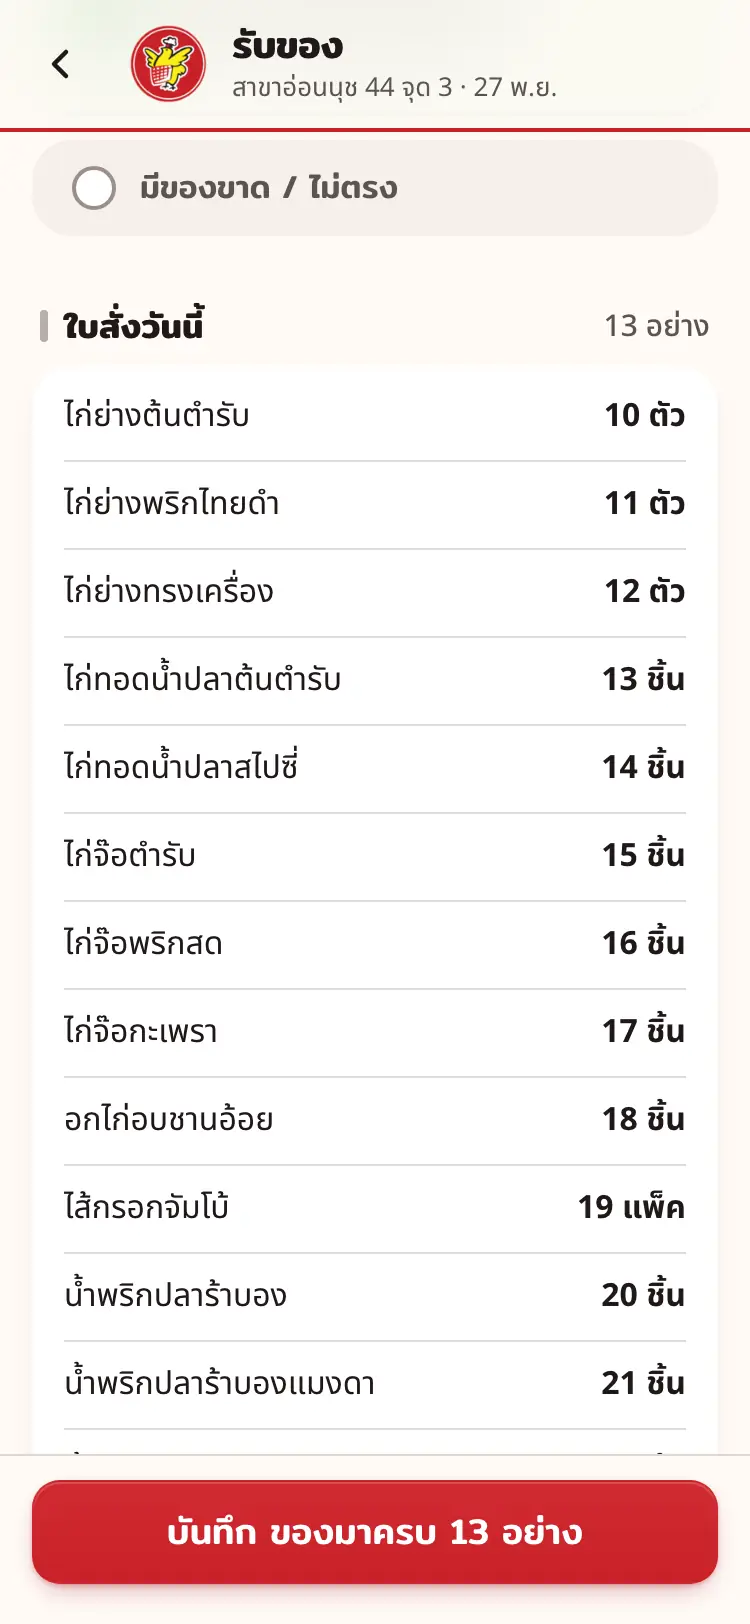 รับของ
สาขาอ่อนนุช 44 จุด 3 · 27 พ.ย.
มีของขาด / ไม่ตรง
ใบสั่งวันนี้ 13 อย่าง
ไก่ย่างต้นตำรับ 10 ตัว
ไก่ย่างพริกไทยดำ 11 ตัว
ไก่ย่างทรงเครื่อง 12 ตัว
ไก่ทอดน้ำปลาต้นตำรับ 13 ชิ้น
ไก่ทอดน้ำปลาสไปซี่ 14 ชิ้น
ไก่จ๊อตำรับ 15 ชิ้น
ไก่จ๊อพริกสด 16 ชิ้น
ไก่จ๊อกะเพรา 17 ชิ้น
อกไก่อบชานอ้อย 18 ชิ้น
ไส้กรอกจัมโบ้ 19 แพ็ค
น้ำพริกปลาร้าบอง 20 ชิ้น
น้ำพริกปลาร้าบองแมงดา 21 ชิ้น
บันทึก ของมาครบ 13 อย่าง